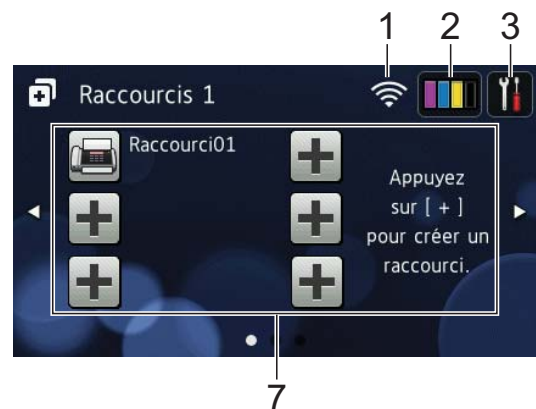 1 2 3
Raccourcis 1
Raccourci01
Appuyez
sur [ + ]
pour créer un
raccourci.
7